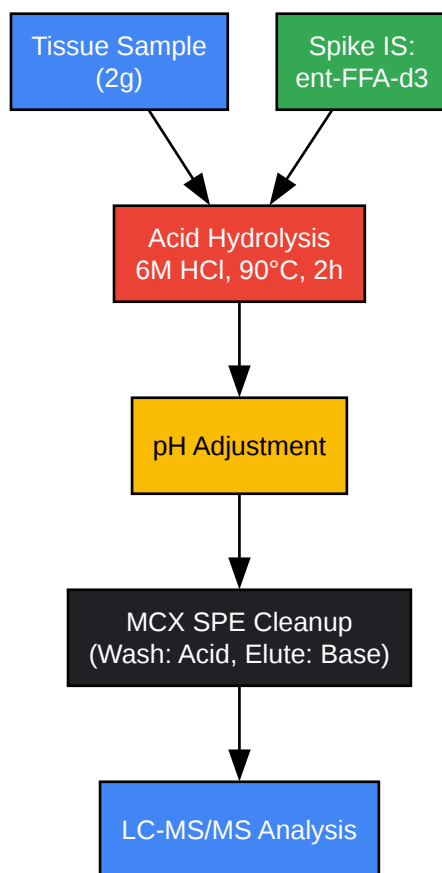 Tissue Sample
(2g)
Spike IS:
ent-FFA-d3
Acid Hydrolysis
6M HCl, 90°C, 2h
pH Adjustment
MCX SPE Cleanup
(Wash: Acid, Elute: Base)
LC-MS/MS Analysis